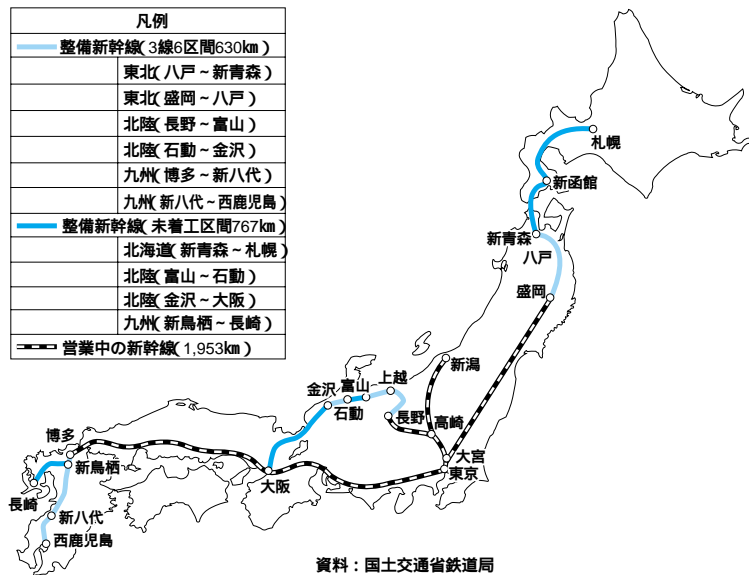 凡例
整備新幹線(3線6区間630km)
東北(八戸~新青森)
東北(盛岡~八戸)
北陸(長野~富山)
北陸(石動~金沢)
九州(博多~新八代)
九州(新八代~西鹿児島)
整備新幹線(未着工区間767km)
北海道(新青森~札幌)
北陸(富山~石動)
北陸(金沢~大阪)
九州(新鳥栖~長崎)
営業中の新幹線(1,953km)
札幌
新函館
新青森
八戸
盛岡
新潟
金沢
富山
上越
石動
長野
高崎
大宮
東京
博多
新鳥栖
大阪
長崎
新八代
西鹿児島
資料:国土交通省鉄道局